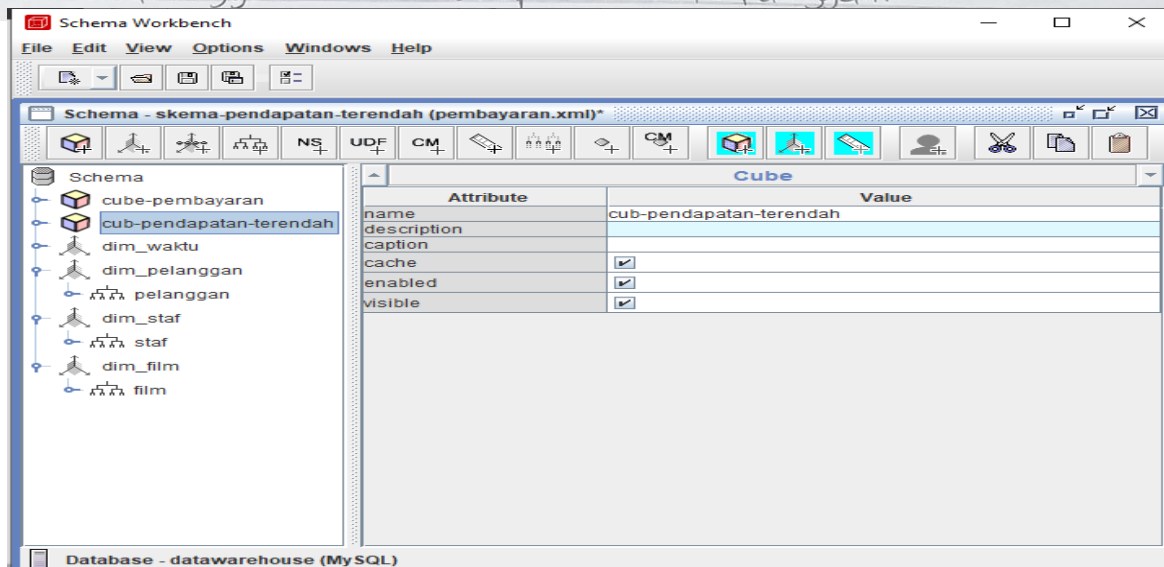 Schema Workbench
File Edit View Options Windows Help
Schema - skema-pendapatan-terendah (pembayaran.xml)*
NS UDF CM CM
Schema
cube-pembayaran
cub-pendapatan-terendah
dim_waktu
dim_pelanggan
pelanggan
dim_staf
staf
dim_film
film
Cube
Attribute Value
name cub-pendapatan-terendah
description
caption
cache
enabled
visible
Database - datawarehouse (MySQL)